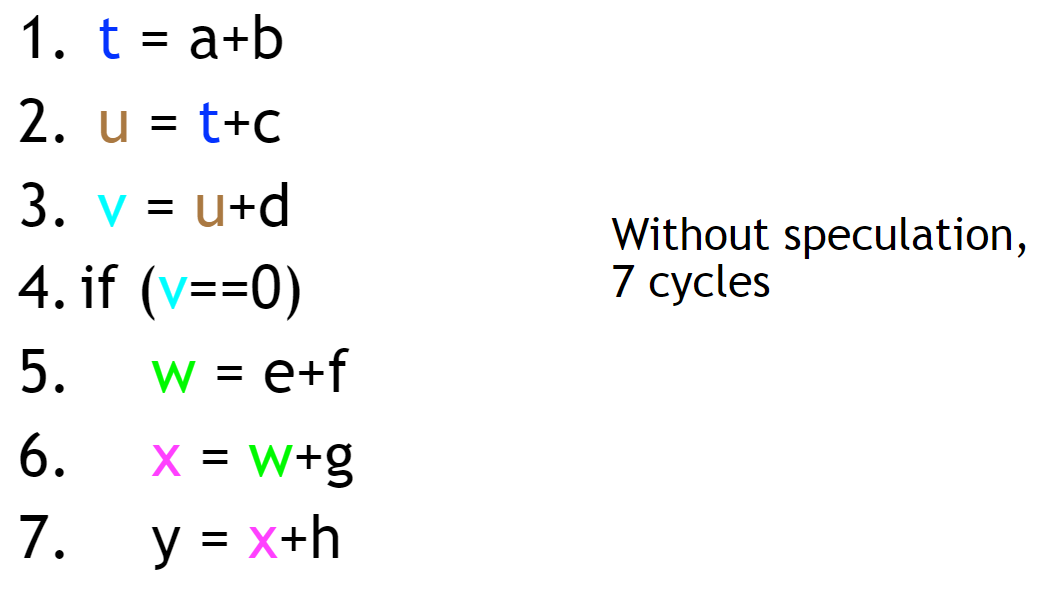 1. t = a+b
2. u = t+c
3. v = u+d
4. if (v==0)
5. w = e+f
6. x = w+g
7. y = x+h
Without speculation,
7 cycles